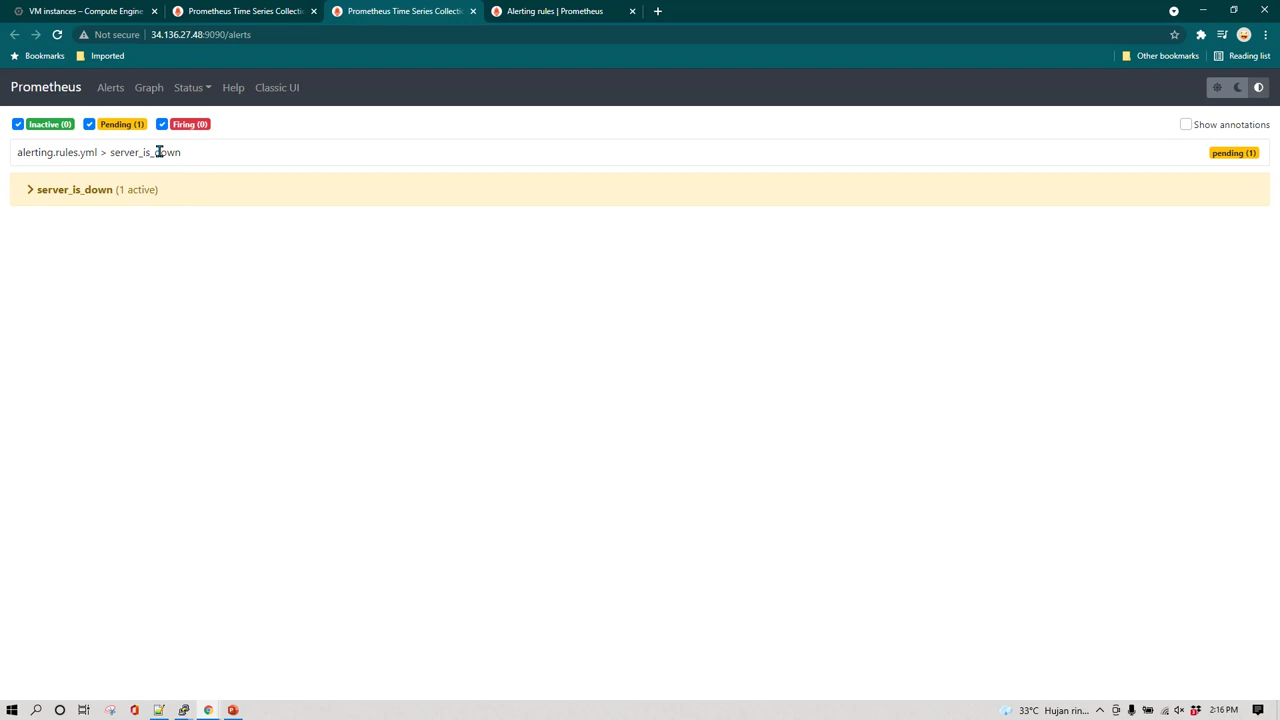 VM instances – Compute Engine
Prometheus Time Series Collecti
Prometheus Time Series Collecti
Alerting rules | Prometheus
Not secure
34.136.27.48:9090/alerts
Bookmarks
Imported
Other bookmarks
Reading list
Prometheus
Alerts
Graph
Status
Help
Classic UI
Inactive (0)
Pending (1)
Firing (0)
Show annotations
alerting.rules.yml > server_is_down
pending (1)
server_is_down (1 active)
33°C Hujan rin...
2:16 PM